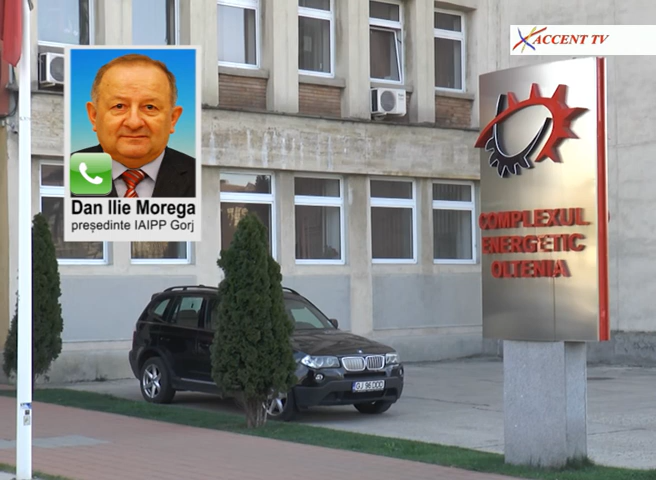 ACCENT TV
Dan Ilie Morega
președinte IAIPP Gorj
COMPLEXUL
ENERGETIC
OLTENIA
GJ 96 CCC